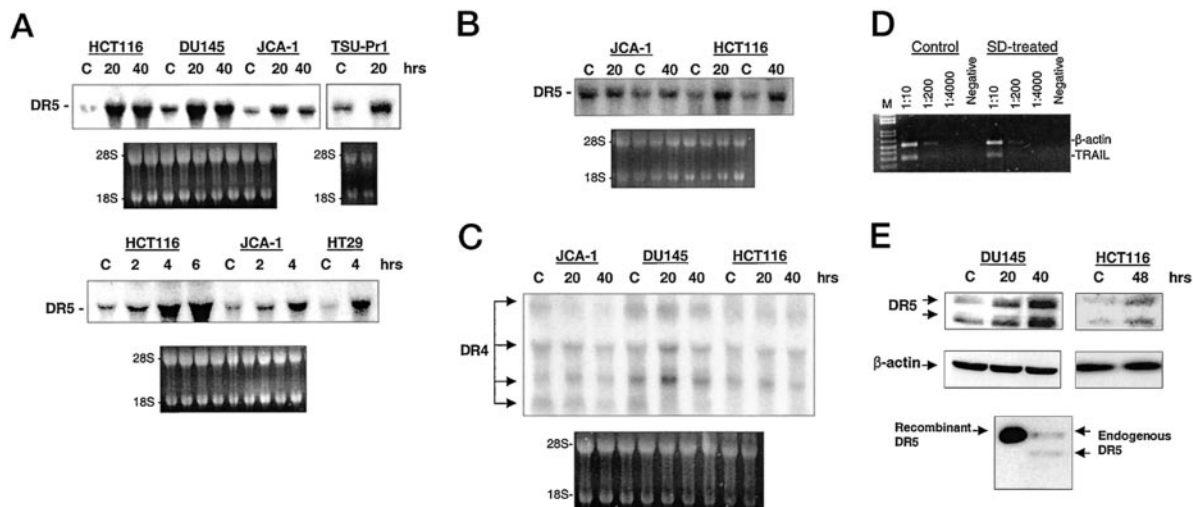 A
HCT116 DU145 JCA-1 TSU-Pr1
C 20 40 C 20 40 C 20 40 C 20 hrs
DR5 -
28S- 28S-
18S- 18S-
HCT116 JCA-1 HT29
C 2 4 6 C 2 4 C 4 hrs
DR5 -
28S-
18S-
B
JCA-1 HCT116
C 20 C 40 C 20 C 40 hrs
DR5-
28S-
18S-
C
JCA-1 DU145 HCT116
C 20 40 C 20 40 C 20 40 hrs
DR4
28S-
18S-
D
Control SD-treated
M 1:10 1:200 1:4000 Negative 1:10 1:200 1:4000 Negative
-β-actin
-TRAIL
E
DU145 HCT116
C 20 40 C 48 hrs
DR5
β-actin
Recombinant DR5
Endogenous DR5